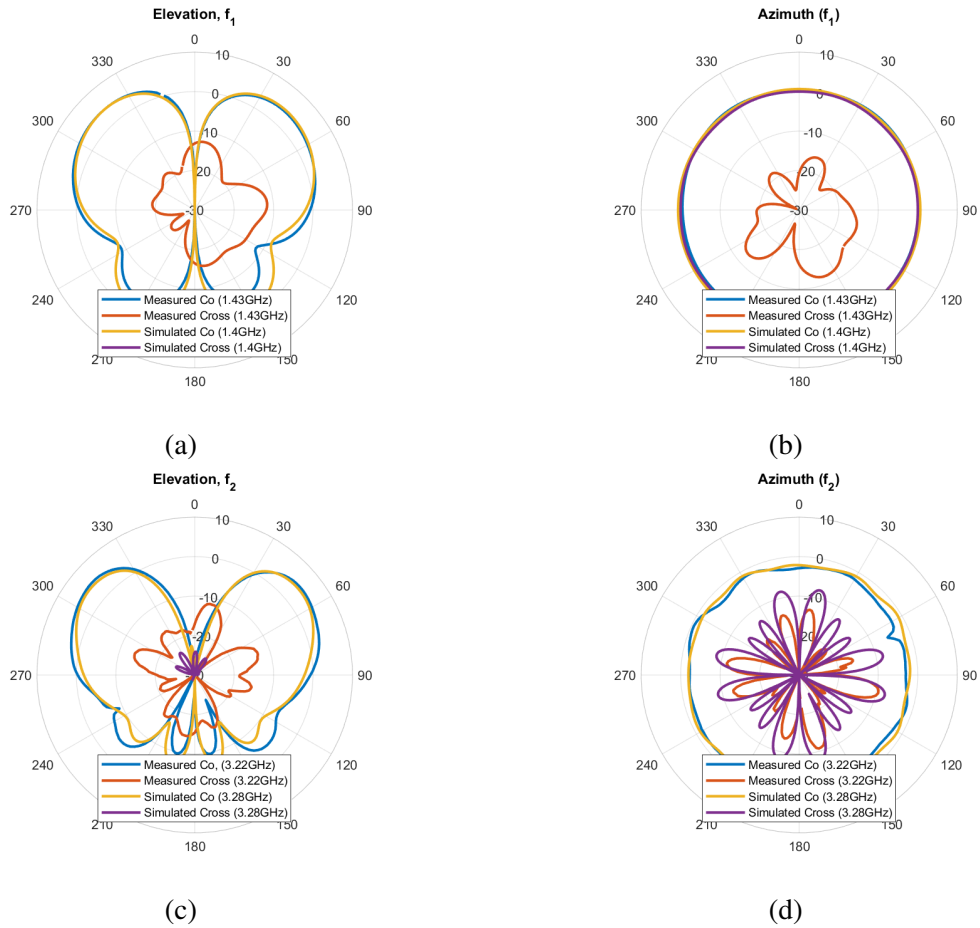 Elevation, f1
0
330
10
30
0
300
60
-10
-20
270
-30
90
240
120
Measured Co (1.43GHz)
Measured Cross (1.43GHz)
Simulated Co (1.4GHz)
Simulated Cross (1.4GHz)
210
150
180
(a)
Azimuth (f1)
0
330
10
30
0
300
60
-10
-20
270
-30
90
240
120
Measured Co (1.43GHz)
Measured Cross (1.43GHz)
Simulated Co (1.4GHz)
Simulated Cross (1.4GHz)
210
150
180
(b)
Elevation, f2
0
330
10
30
0
300
60
-10
-20
270
-30
90
240
120
Measured Co, (3.22GHz)
Measured Cross (3.22GHz)
Simulated Co (3.28GHz)
Simulated Cross (3.28GHz)
210
150
180
(c)
Azimuth (f2)
0
330
10
30
0
300
60
-10
-20
270
90
240
120
Measured Co (3.22GHz)
Measured Cross (3.22GHz)
Simulated Co (3.28GHz)
Simulated Cross (3.28GHz)
210
150
180
(d)